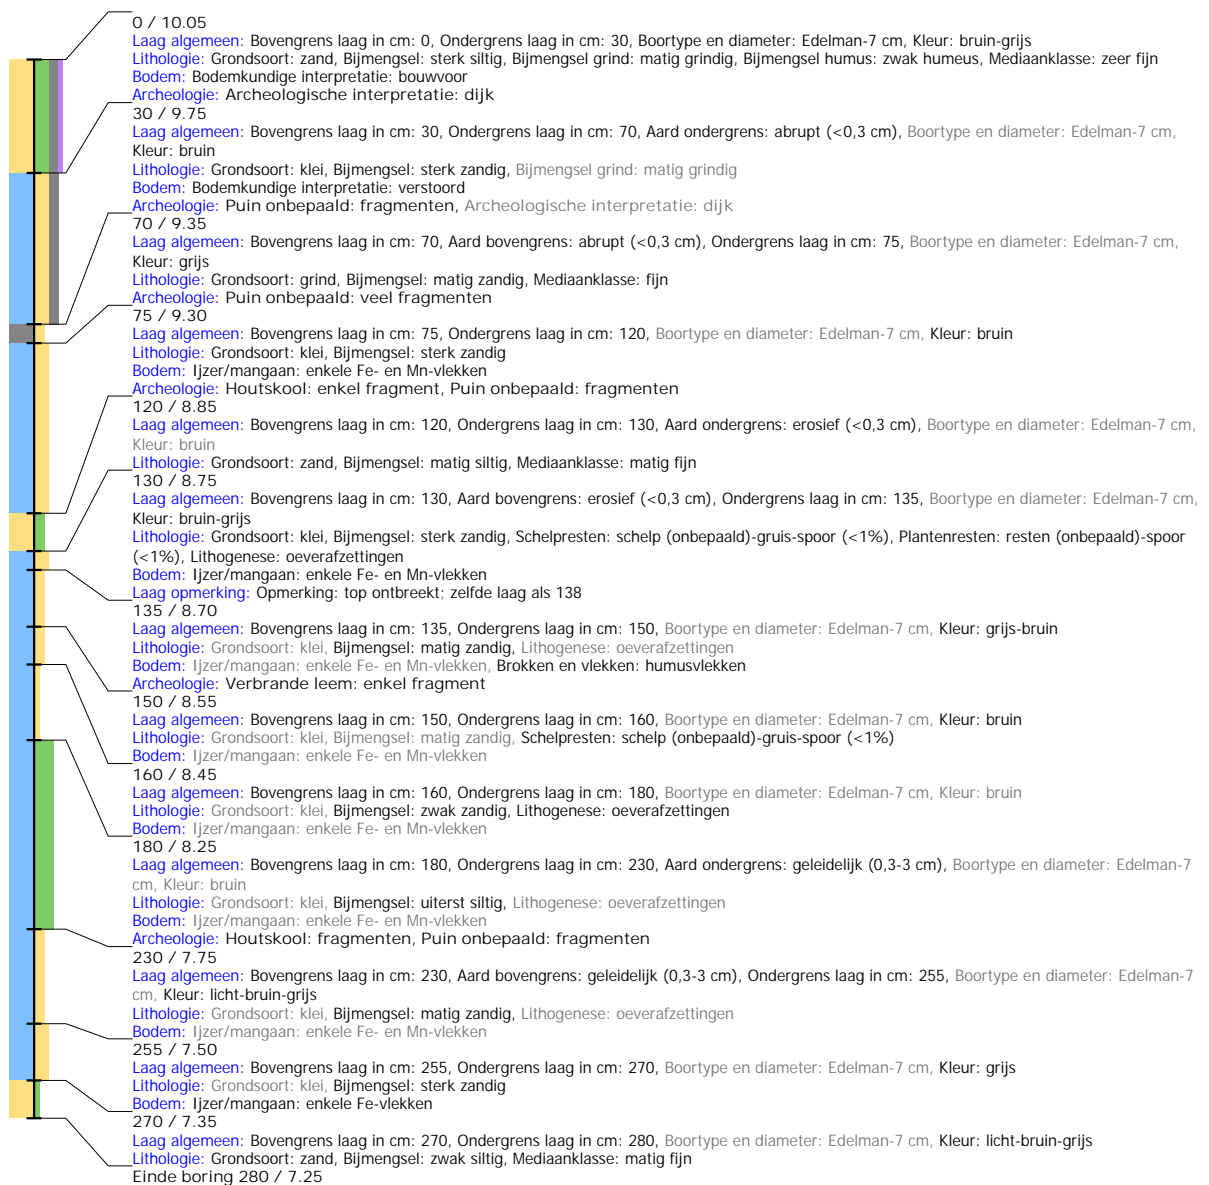 0 / 10.05
Laag algemeen: Bovengrens laag in cm: 0, Ondergrens laag in cm: 30, Boortype en diameter: Edelman-7 cm, Kleur: bruin-grijs
Lithologie: Grondsoort: zand, Bijmengsel: sterk siltig, Bijmengsel grind: matig grindig, Bijmengsel humus: zwak humeus, Mediaanklasse: zeer fijn
Bodem: Bodemkundige interpretatie: bouwvoor
Archeologie: Archeologische interpretatie: dijk
30 / 9.75
Laag algemeen: Bovengrens laag in cm: 30, Ondergrens laag in cm: 70, Aard ondergrens: abrupt (<0,3 cm), Boortype en diameter: Edelman-7 cm,
Kleur: bruin
Lithologie: Grondsoort: klei, Bijmengsel: sterk zandig, Bijmengsel grind: matig grindig
Bodem: Bodemkundige interpretatie: verstoord
Archeologie: Puin onbepaald: fragmenten, Archeologische interpretatie: dijk
70 / 9.35
Laag algemeen: Bovengrens laag in cm: 70, Aard bovengrens: abrupt (<0,3 cm), Ondergrens laag in cm: 75, Boortype en diameter: Edelman-7 cm,
Kleur: grijs
Lithologie: Grondsoort: grind, Bijmengsel: matig zandig, Mediaanklasse: fijn
Archeologie: Puin onbepaald: veel fragmenten
75 / 9.30
Laag algemeen: Bovengrens laag in cm: 75, Ondergrens laag in cm: 120, Boortype en diameter: Edelman-7 cm, Kleur: bruin
Lithologie: Grondsoort: klei, Bijmengsel: sterk zandig
Bodem: Ijzer/mangaan: enkele Fe- en Mn-vlekken
Archeologie: Houtskool: enkel fragment, Puin onbepaald: fragmenten
120 / 8.85
Laag algemeen: Bovengrens laag in cm: 120, Ondergrens laag in cm: 130, Aard ondergrens: erosief (<0,3 cm), Boortype en diameter: Edelman-7 cm,
Kleur: bruin
Lithologie: Grondsoort: zand, Bijmengsel: matig siltig, Mediaanklasse: matig fijn
130 / 8.75
Laag algemeen: Bovengrens laag in cm: 130, Aard bovengrens: erosief (<0,3 cm), Ondergrens laag in cm: 135, Boortype en diameter: Edelman-7 cm,
Kleur: bruin-grijs
Lithologie: Grondsoort: klei, Bijmengsel: sterk zandig, Schelpresten: schelp (onbepaald)-gruis-spoor (<1%), Plantenresten: resten (onbepaald)-spoor
(<1%), Lithogenese: oeverafzettingen
Bodem: Ijzer/mangaan: enkele Fe- en Mn-vlekken
Laag opmerking: Opmerking: top ontbreekt; zelfde laag als 138
135 / 8.70
Laag algemeen: Bovengrens laag in cm: 135, Ondergrens laag in cm: 150, Boortype en diameter: Edelman-7 cm, Kleur: grijs-bruin
Lithologie: Grondsoort: klei, Bijmengsel: matig zandig, Lithogenese: oeverafzettingen
Bodem: Ijzer/mangaan: enkele Fe- en Mn-vlekken, Brokken en vlekken: humusvlekken
Archeologie: Verbrande leem: enkel fragment
150 / 8.55
Laag algemeen: Bovengrens laag in cm: 150, Ondergrens laag in cm: 160, Boortype en diameter: Edelman-7 cm, Kleur: bruin
Lithologie: Grondsoort: klei, Bijmengsel: matig zandig, Schelpresten: schelp (onbepaald)-gruis-spoor (<1%)
Bodem: Ijzer/mangaan: enkele Fe- en Mn-vlekken
160 / 8.45
Laag algemeen: Bovengrens laag in cm: 160, Ondergrens laag in cm: 180, Boortype en diameter: Edelman-7 cm, Kleur: bruin
Lithologie: Grondsoort: klei, Bijmengsel: zwak zandig, Lithogenese: oeverafzettingen
Bodem: Ijzer/mangaan: enkele Fe- en Mn-vlekken
180 / 8.25
Laag algemeen: Bovengrens laag in cm: 180, Ondergrens laag in cm: 230, Aard ondergrens: geleidelijk (0,3-3 cm), Boortype en diameter: Edelman-7
cm, Kleur: bruin
Lithologie: Grondsoort: klei, Bijmengsel: uiterst siltig, Lithogenese: oeverafzettingen
Bodem: Ijzer/mangaan: enkele Fe- en Mn-vlekken
Archeologie: Houtskool: fragmenten, Puin onbepaald: fragmenten
230 / 7.75
Laag algemeen: Bovengrens laag in cm: 230, Aard bovengrens: geleidelijk (0,3-3 cm), Ondergrens laag in cm: 255, Boortype en diameter: Edelman-7
cm, Kleur: licht-bruin-grijs
Lithologie: Grondsoort: klei, Bijmengsel: matig zandig, Lithogenese: oeverafzettingen
Bodem: Ijzer/mangaan: enkele Fe- en Mn-vlekken
255 / 7.50
Laag algemeen: Bovengrens laag in cm: 255, Ondergrens laag in cm: 270, Boortype en diameter: Edelman-7 cm, Kleur: grijs
Lithologie: Grondsoort: klei, Bijmengsel: sterk zandig
Bodem: Ijzer/mangaan: enkele Fe-vlekken
270 / 7.35
Laag algemeen: Bovengrens laag in cm: 270, Ondergrens laag in cm: 280, Boortype en diameter: Edelman-7 cm, Kleur: licht-bruin-grijs
Lithologie: Grondsoort: zand, Bijmengsel: zwak siltig, Mediaanklasse: matig fijn
Einde boring 280 / 7.25